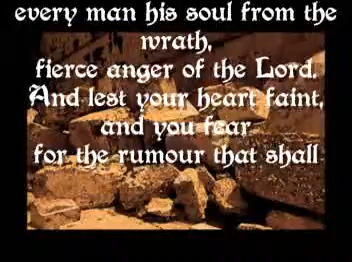 every man his soul from the
wrath,
fierce anger of the Lord.
And lest your heart faint,
and you fear
for the rumour that shall